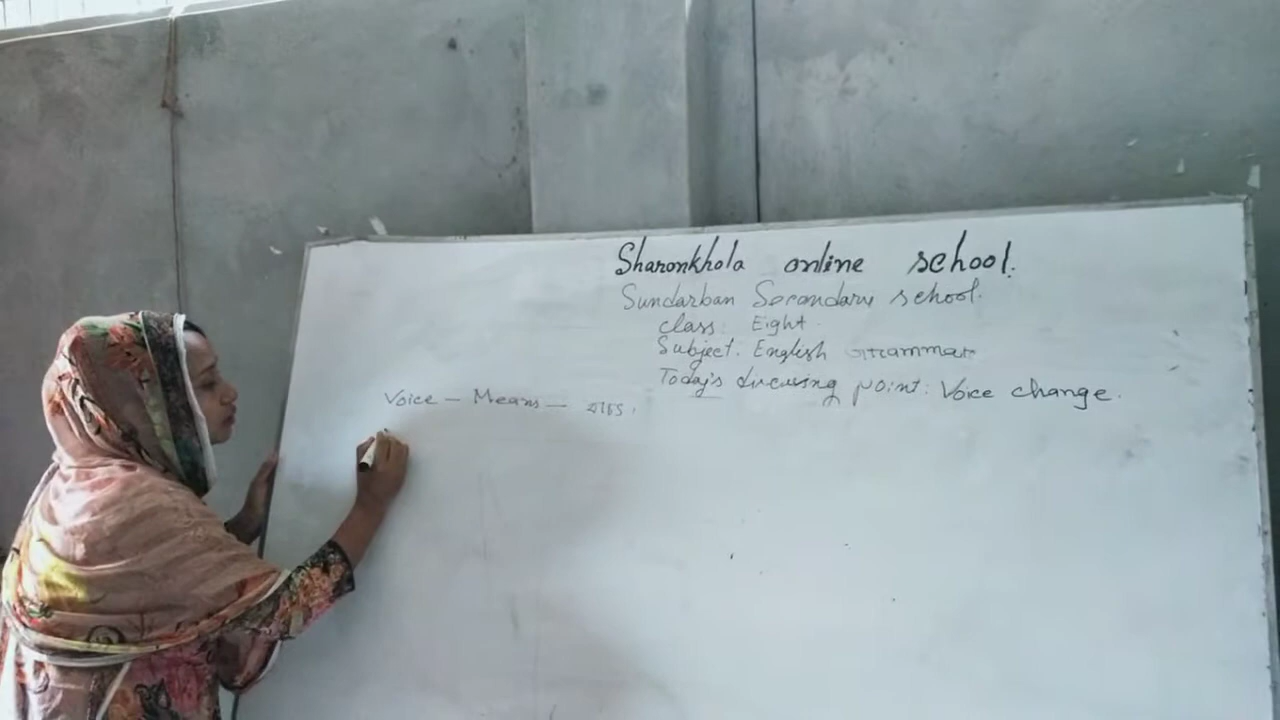 Sharonkhola online school.
Sundarban Secondary school.
class: Eight.
Subject. English Grammar
Today's discussing point: Voice change.
Voice - Means - বাচ্য।